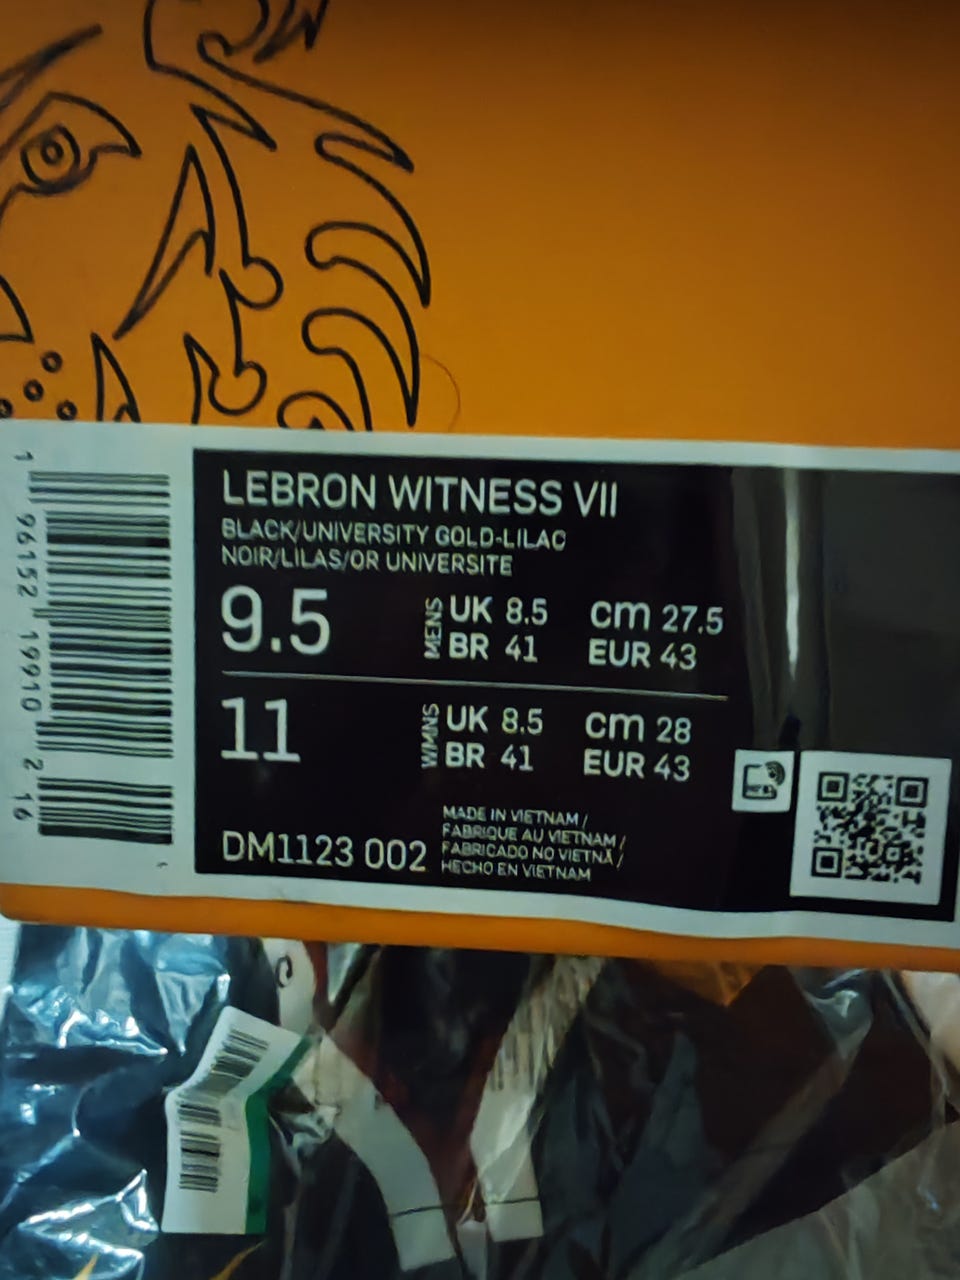 LEBRON WITNESS VII
BLACK/UNIVERSITY GOLD-LILAC
NOIR/LILAS/OR UNIVERSITE
9.5
MENS
UK 8.5 cm 27.5
BR 41 EUR 43
11
WMNS
UK 8.5 cm 28
BR 41 EUR 43
DM1123 002
MADE IN VIETNAM /
FABRIQUE AU VIETNAM /
FABRICADO NO VIETNÃ /
HECHO EN VIETNAM
1 96152 19910 2 16